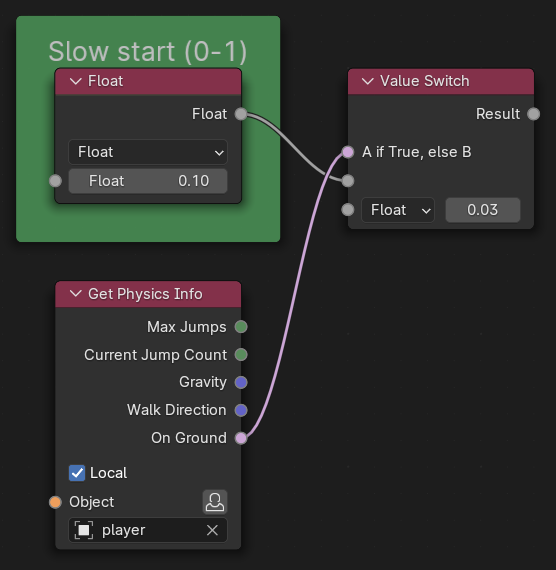 Slow start (0-1)
Float
Float
Float
Float 0.10
Value Switch
Result
A if True, else B
Float 0.03
Get Physics Info
Max Jumps
Current Jump Count
Gravity
Walk Direction
On Ground
Local
Object
player